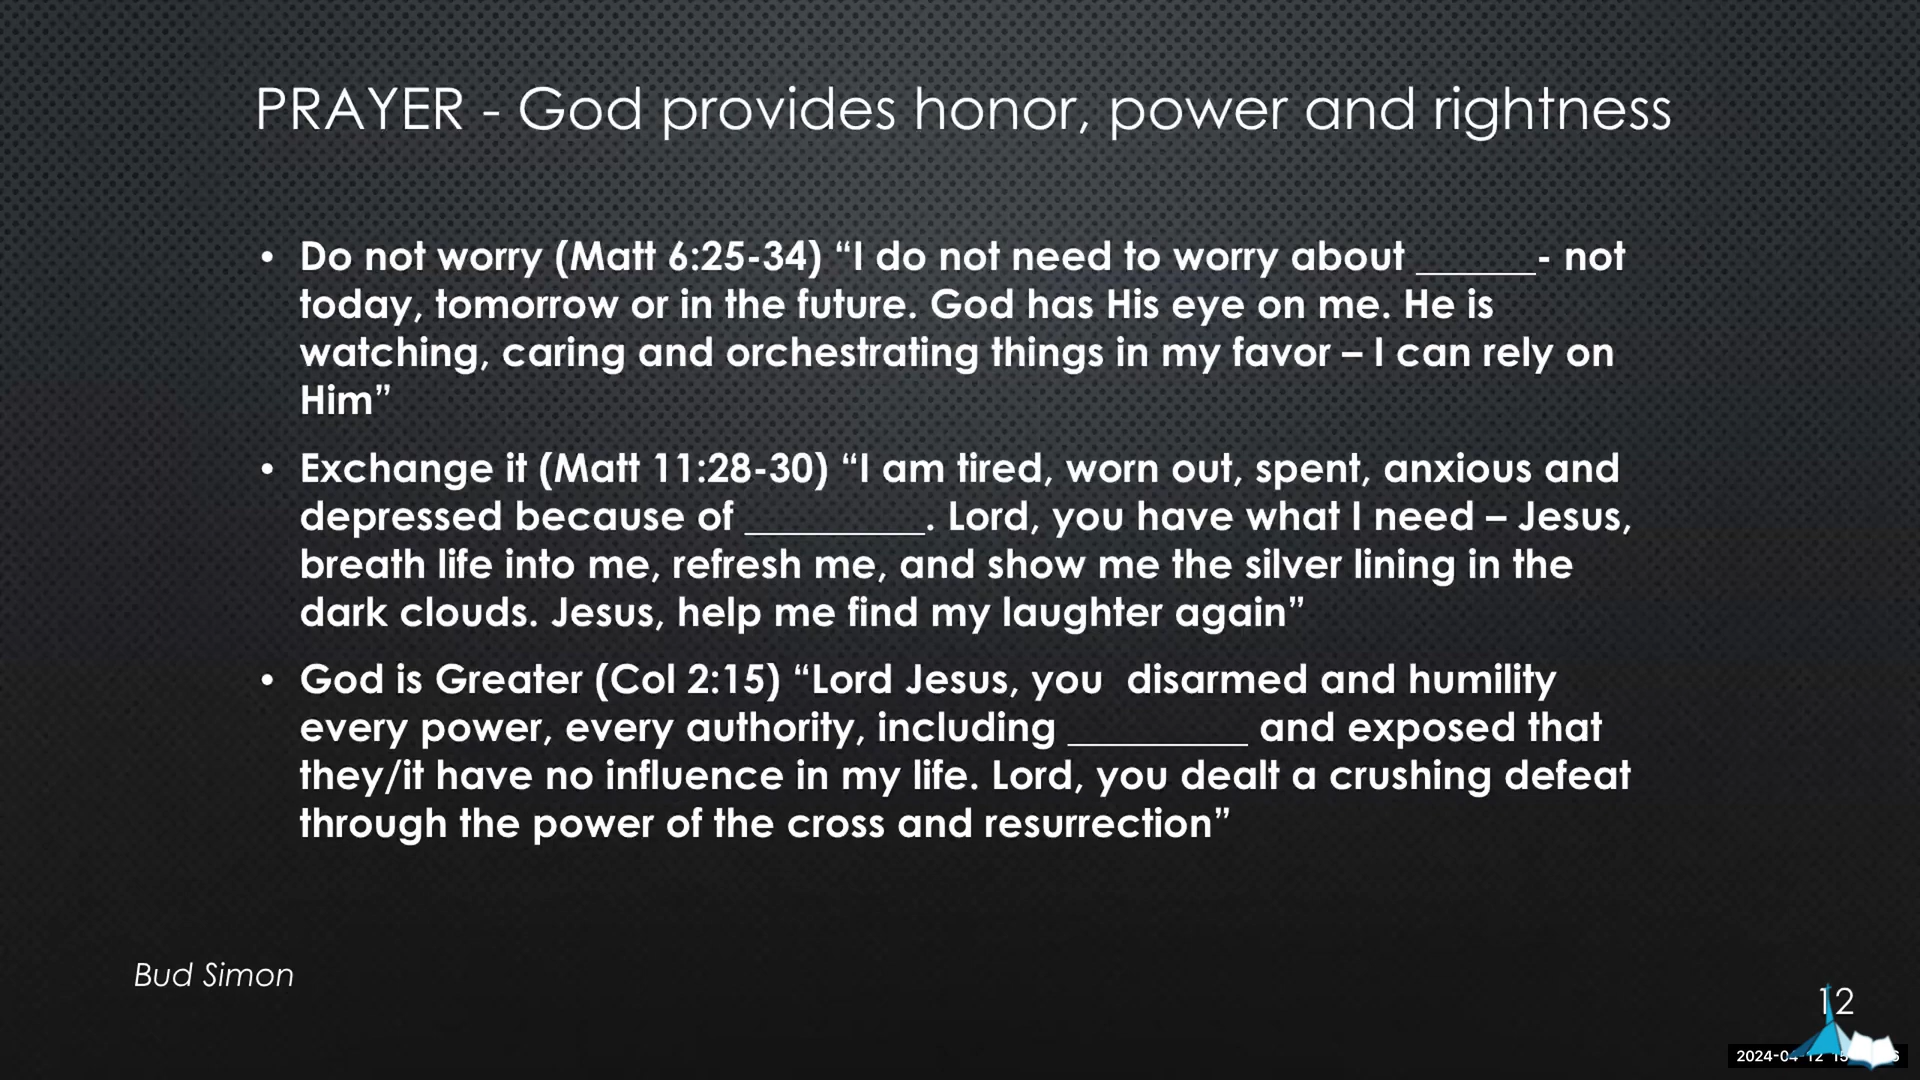 PRAYER - God provides honor, power and rightness
• Do not worry (Matt 6:25-34) “I do not need to worry about ______- not
today, tomorrow or in the future. God has His eye on me. He is
watching, caring and orchestrating things in my favor – I can rely on
Him”
• Exchange it (Matt 11:28-30) “I am tired, worn out, spent, anxious and
depressed because of _________. Lord, you have what I need – Jesus,
breath life into me, refresh me, and show me the silver lining in the
dark clouds. Jesus, help me find my laughter again”
• God is Greater (Col 2:15) “Lord Jesus, you  disarmed and humility
every power, every authority, including _________ and exposed that
they/it have no influence in my life. Lord, you dealt a crushing defeat
through the power of the cross and resurrection”
Bud Simon
12
2024-04-12